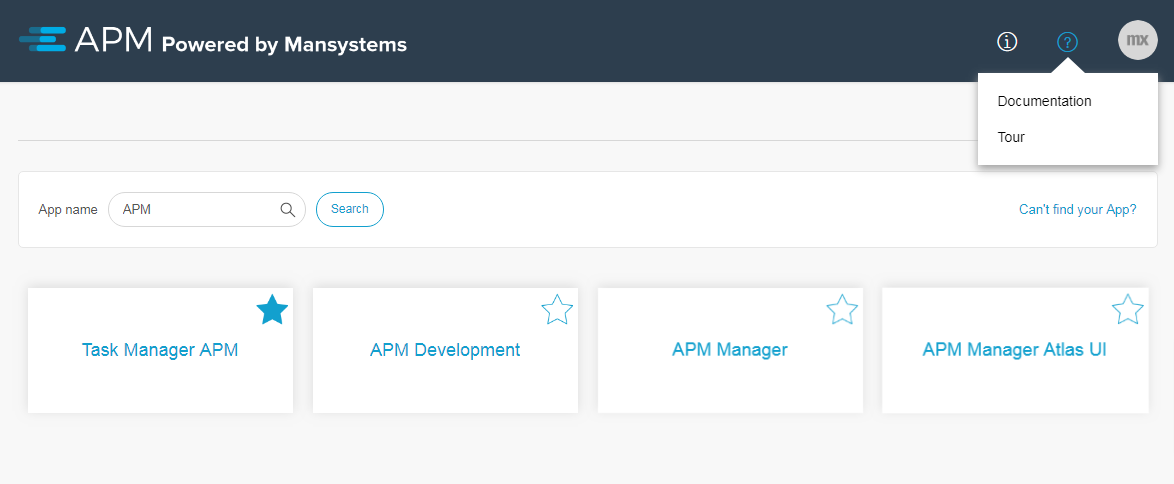 APM Powered by Mansystems
mx
Documentation
Tour
App name
APM
Search
Can't find your App?
Task Manager APM
APM Development
APM Manager
APM Manager Atlas UI